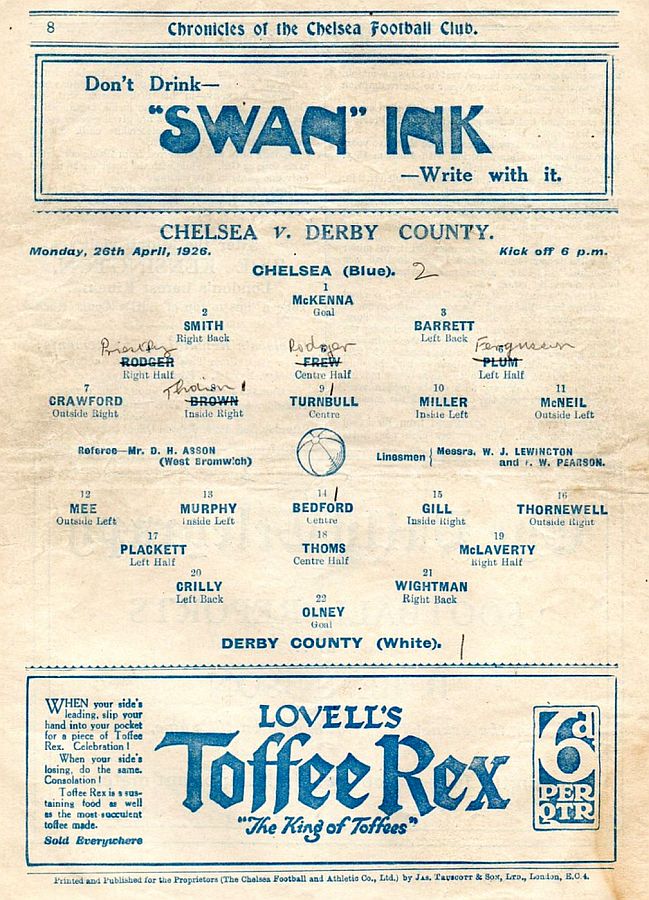 8 Chronicles of the Chelsea Football Club.
Don't Drink—
"SWAN" INK
—Write with it.
CHELSEA v. DERBY COUNTY.
Monday, 26th April, 1926. Kick off 6 p.m.
CHELSEA (Blue). 2
1
McKENNA
Goal
2 3
SMITH BARRETT
Right Back Left Back
Rodger Fergusson
RODGER FREW PLUM
Right Half Centre Half Left Half
7 1 9 1 10 11
CRAWFORD BROWN TURNBULL MILLER McNEIL
Outside Right Inside Right Centre Inside Left Outside Left
Referee—Mr. D. H. ASSON Linesmen { Messrs. W. J. LEWINGTON
(West Bromwich) and F. W. PEARSON.
12 13 14 1 15 16
MEE MURPHY BEDFORD GILL THORNEWELL
Outside Left Inside Left Centre Inside Right Outside Right
17 18 19
PLACKETT THOMS McLAVERTY
Left Half Centre Half Right Half
20 21
CRILLY WIGHTMAN
Left Back Right Back
22
OLNEY
Goal
DERBY COUNTY (White). 1
WHEN your side's
leading, slip your
hand into your pocket
for a piece of Toffee
Rex. Celebration!
When your side's
losing, do the same.
Consolation!
Toffee Rex is a sus-
taining food as well
as the most succulent
toffee made.
Sold Everywhere
LOVELL'S
Toffee Rex
"The King of Toffees"
6d
PER
QTR
Printed and Published for the Proprietors (The Chelsea Football and Athletic Co., Ltd.) by JAS. TRUSCOTT & SON, LTD., London, E.C.4.